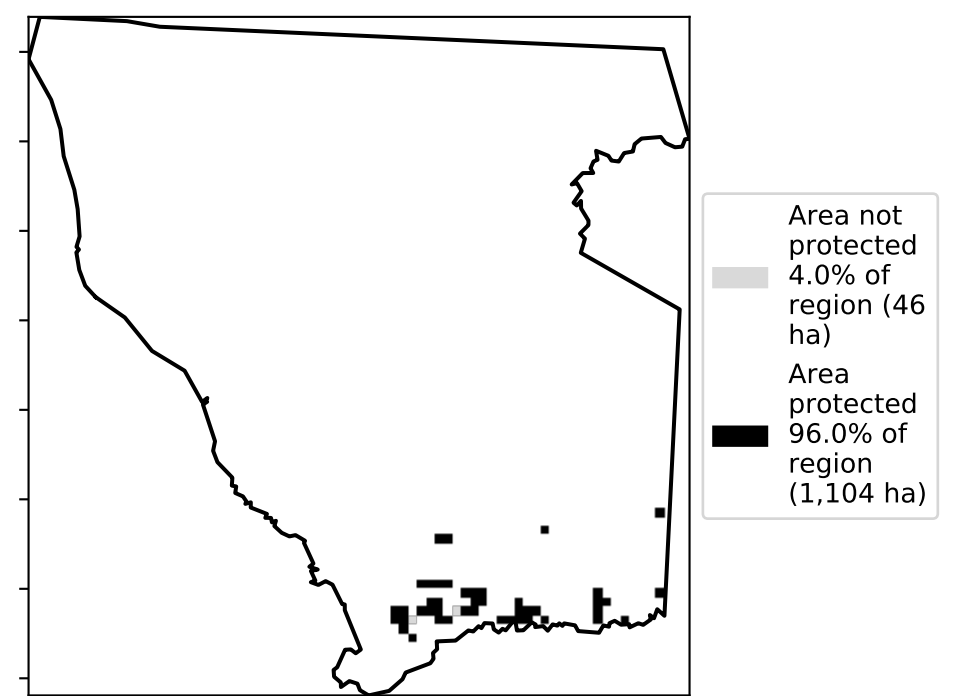 Area not
protected
4.0% of
region (46
ha)
Area
protected
96.0% of
region
(1,104 ha)